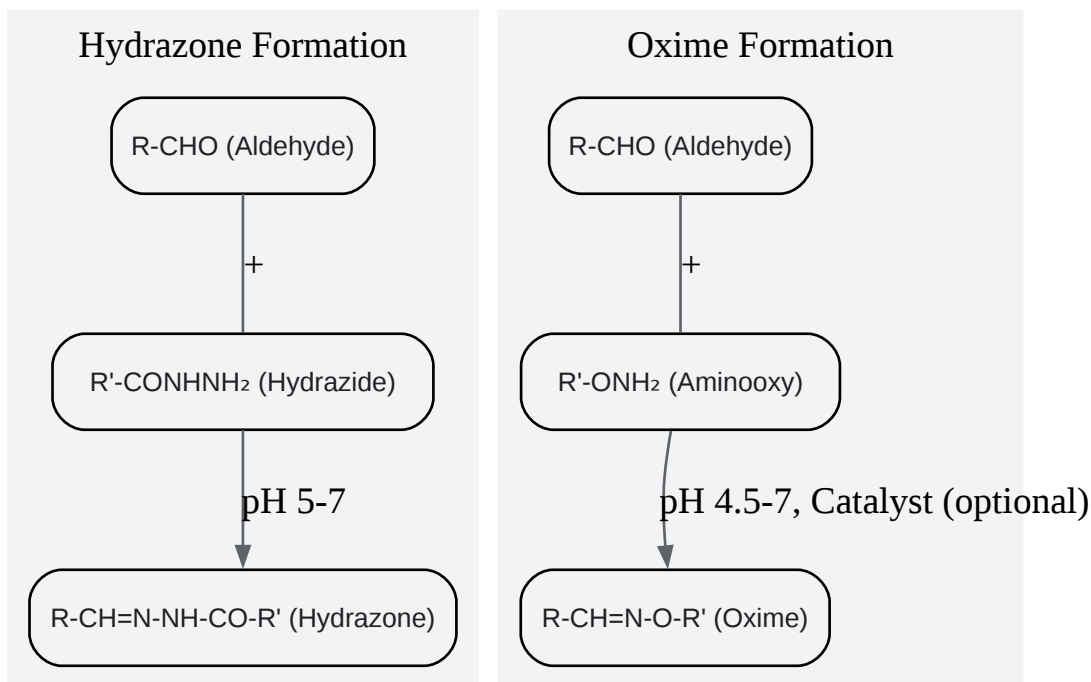 Hydrazone Formation
R-CHO (Aldehyde)
+
R'-CONHNH₂ (Hydrazide)
pH 5-7
R-CH=N-NH-CO-R' (Hydrazone)
Oxime Formation
R-CHO (Aldehyde)
+
R'-ONH₂ (Aminooxy)
pH 4.5-7, Catalyst (optional)
R-CH=N-O-R' (Oxime)